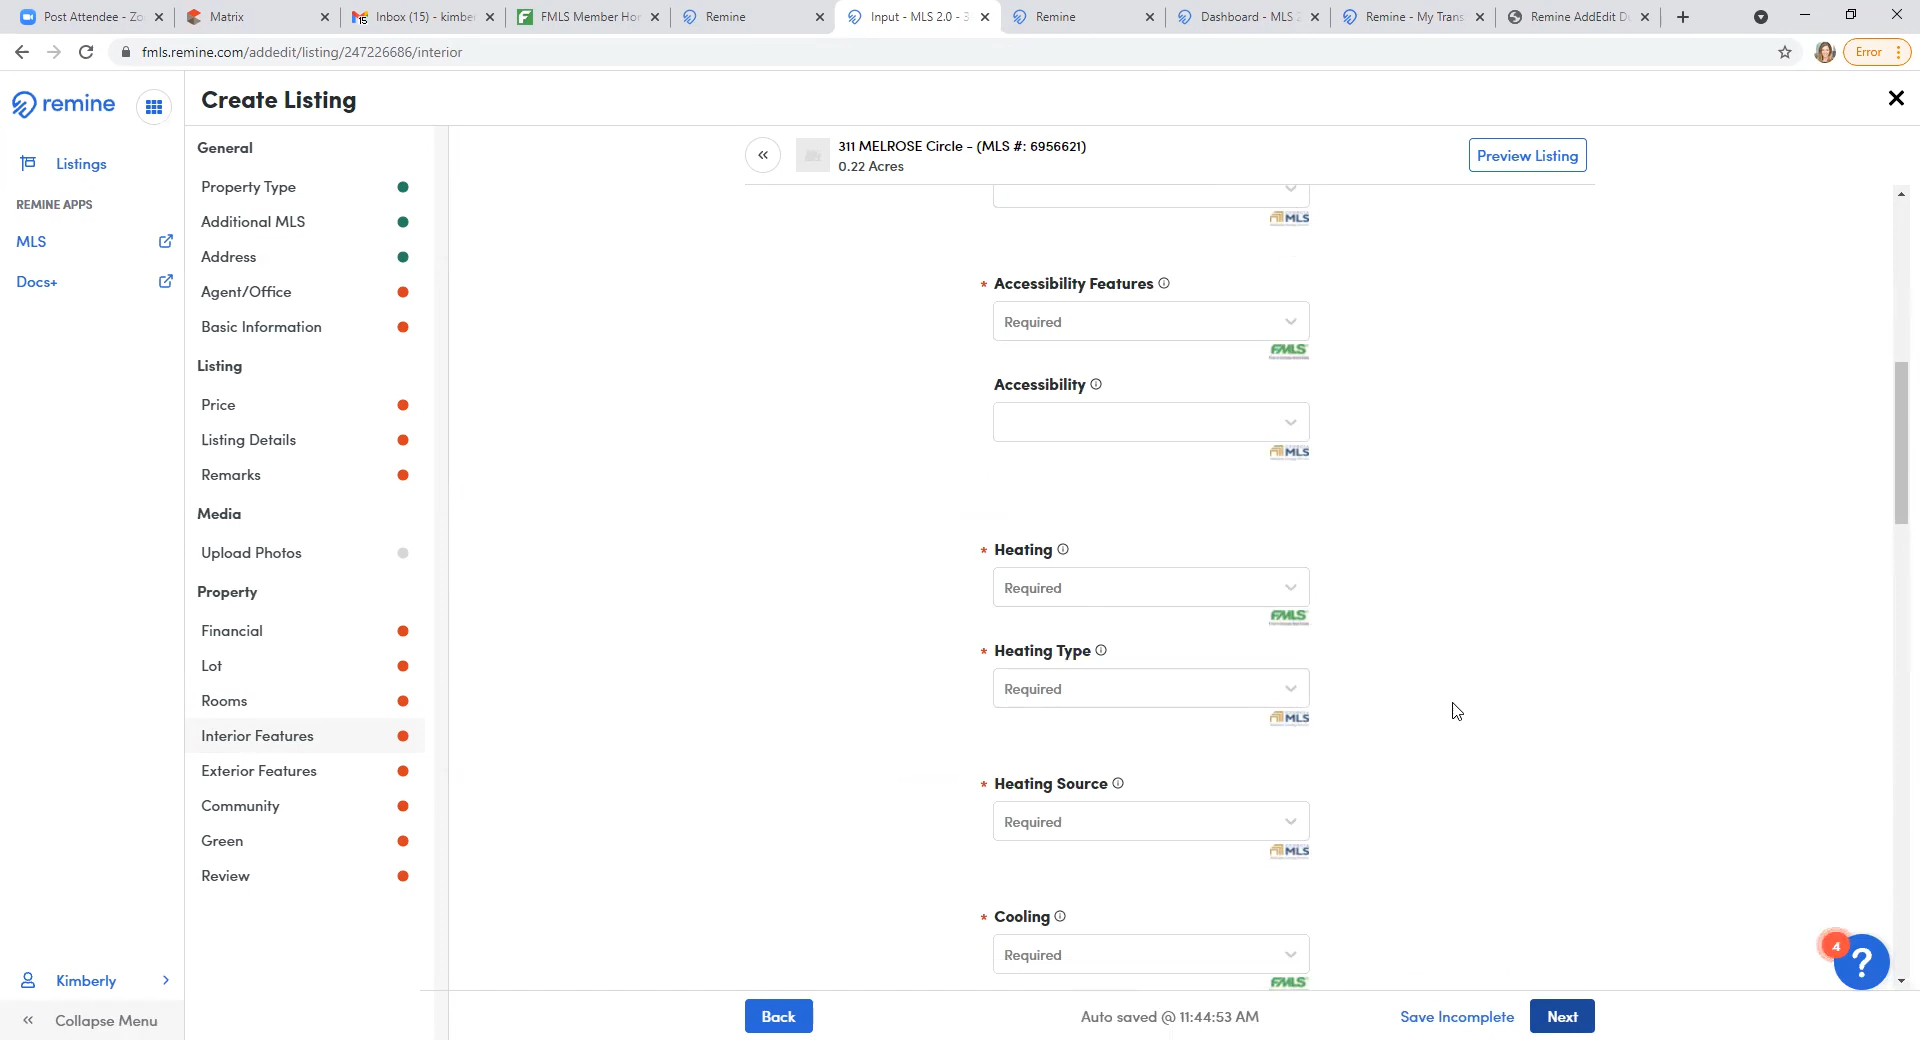 Post Attendee - Zo
Matrix
Inbox (15) - kimbe
FMLS Member Ho
Remine
Input - MLS 2.0 - 3
Remine
Dashboard - MLS 2
Remine - My Trans
Remine AddEdit Du
fmls.remine.com/addedit/listing/247226686/interior
Error
remine
Create Listing
Listings
REMINE APPS
MLS
Docs+
Kimberly
Collapse Menu
General
Property Type
Additional MLS
Address
Agent/Office
Basic Information
Listing
Price
Listing Details
Remarks
Media
Upload Photos
Property
Financial
Lot
Rooms
Interior Features
Exterior Features
Community
Green
Review
311 MELROSE Circle - (MLS #: 6956621)
0.22 Acres
Preview Listing
MLS
* Accessibility Features
Required
FMLS
Accessibility
MLS
* Heating
Required
FMLS
* Heating Type
Required
MLS
* Heating Source
Required
MLS
* Cooling
Required
FMLS
4
?
Back
Auto saved @ 11:44:53 AM
Save Incomplete
Next